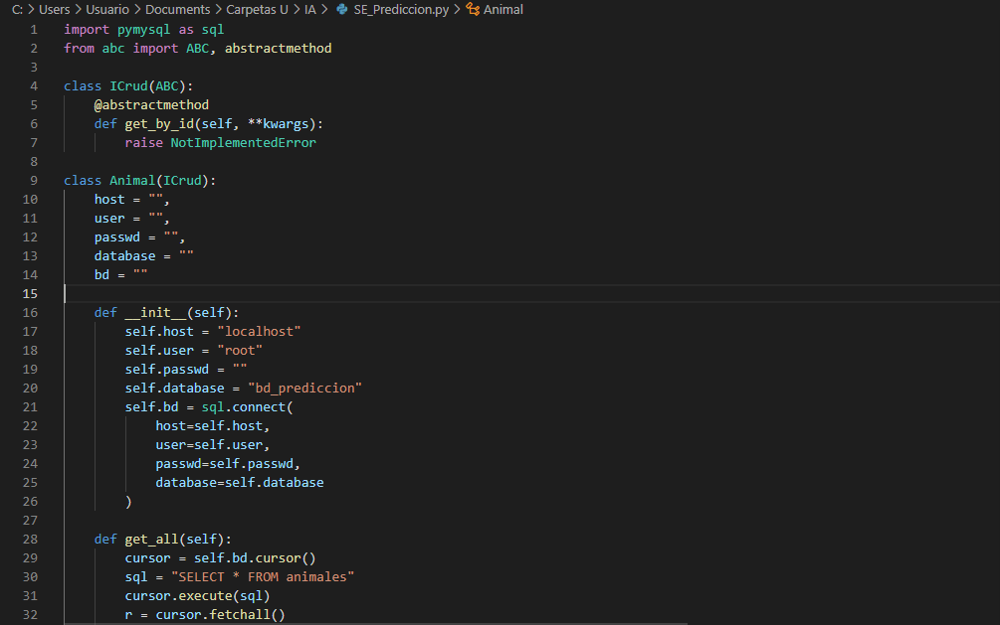 C: > Users > Usuario > Documents > Carpetas U > IA > SE_Prediccion.py > Animal
1 import pymysql as sql
2 from abc import ABC, abstractmethod
3
4 class ICrud(ABC):
5     @abstractmethod
6     def get_by_id(self, **kwargs):
7         raise NotImplementedError
8
9 class Animal(ICrud):
10     host = "",
11     user = "",
12     passwd = "",
13     database = ""
14     bd = ""
15
16     def __init__(self):
17         self.host = "localhost"
18         self.user = "root"
19         self.passwd = ""
20         self.database = "bd_prediccion"
21         self.bd = sql.connect(
22             host=self.host,
23             user=self.user,
24             passwd=self.passwd,
25             database=self.database
26         )
27
28     def get_all(self):
29         cursor = self.bd.cursor()
30         sql = "SELECT * FROM animales"
31         cursor.execute(sql)
32         r = cursor.fetchall()